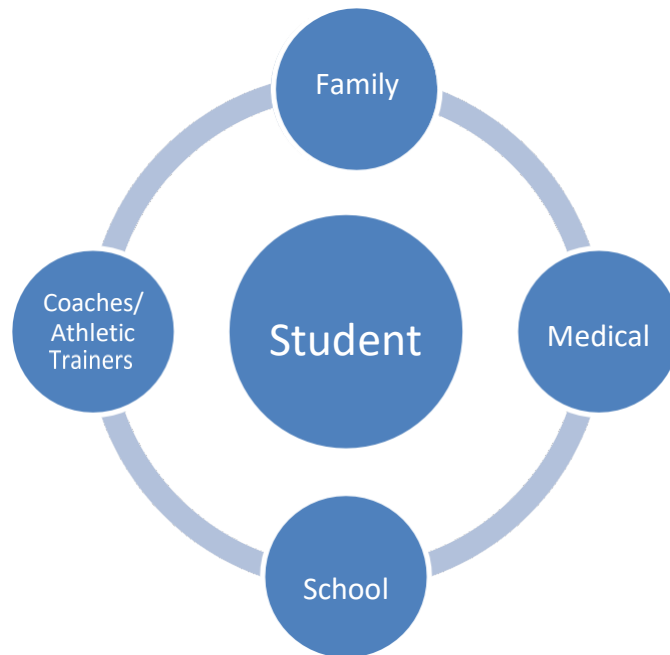 Family
Coaches/
Athletic
Trainers
Student
Medical
School